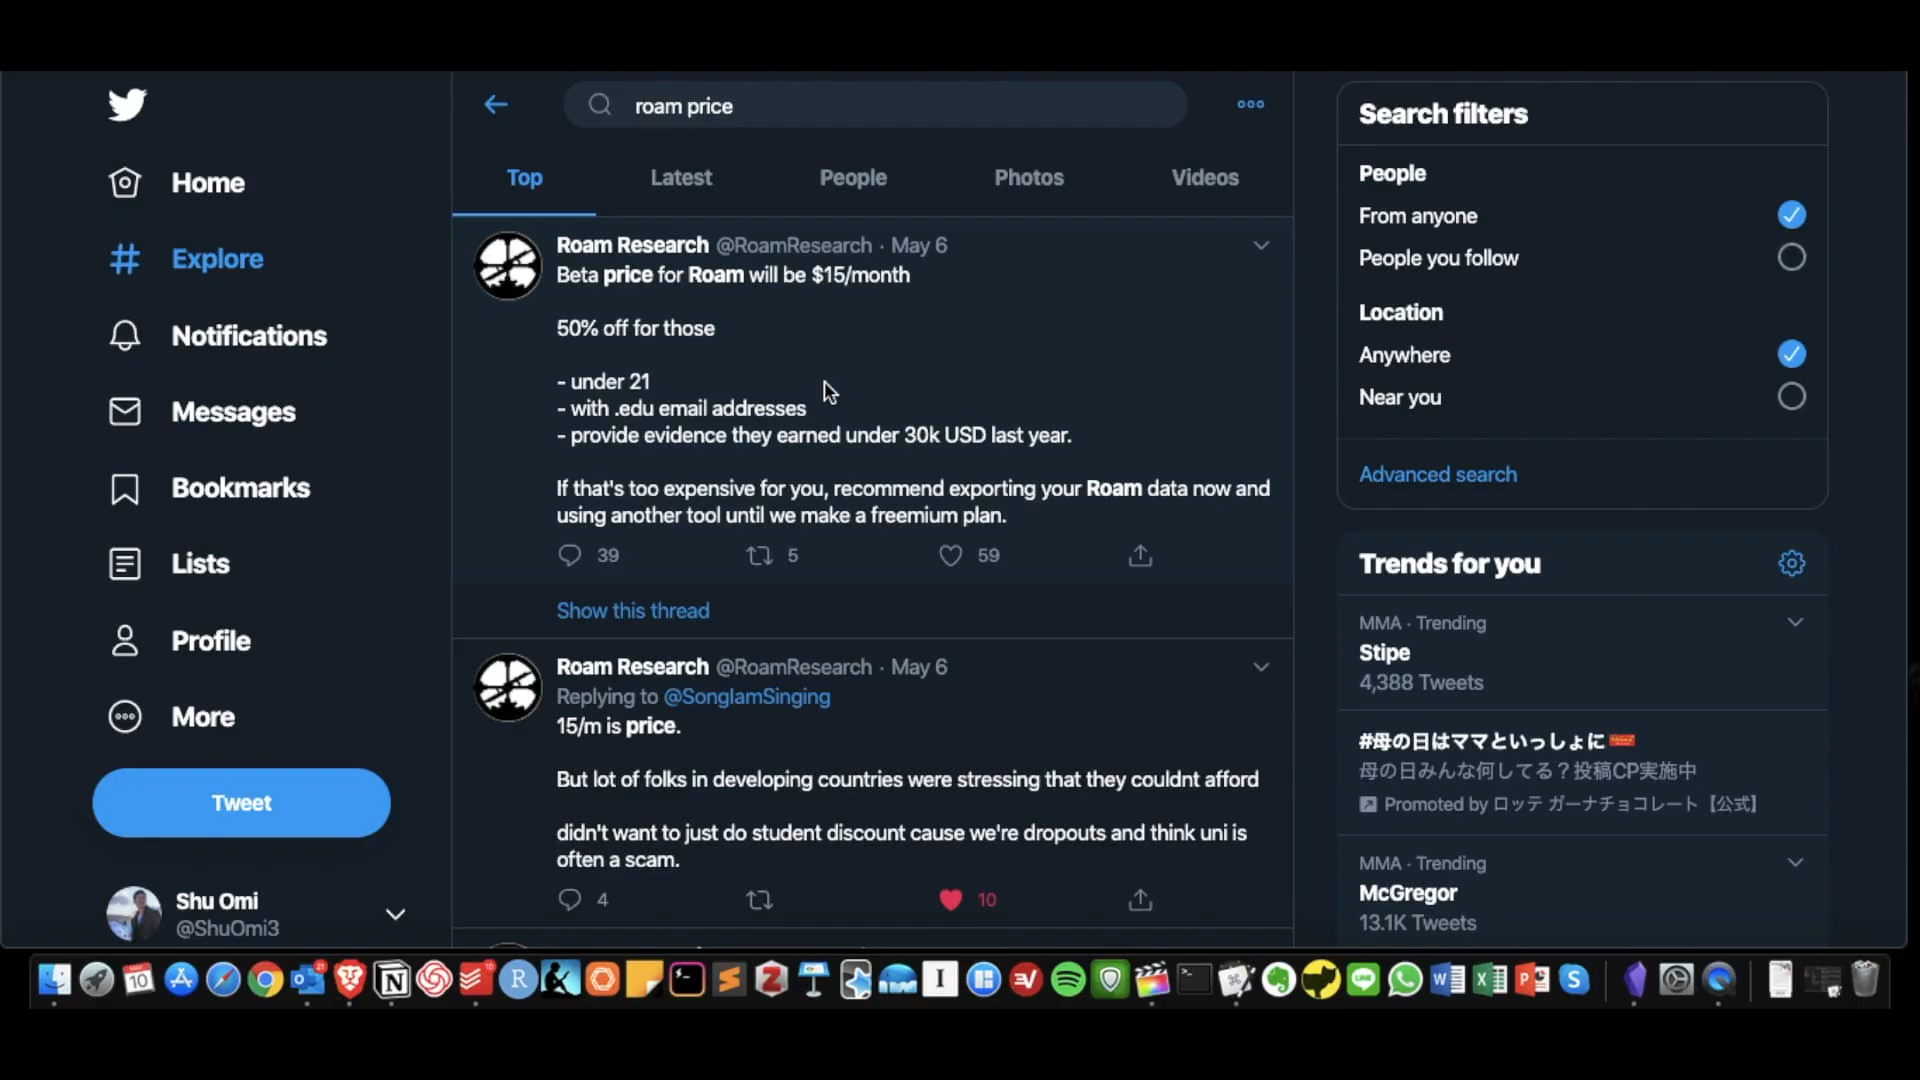 roam price
Top
Latest
People
Photos
Videos
Home
Explore
Notifications
Messages
Bookmarks
Lists
Profile
More
Tweet
Shu Omi
@ShuOmi3
Roam Research @RoamResearch · May 6
Beta price for Roam will be $15/month
50% off for those
- under 21
- with .edu email addresses
- provide evidence they earned under 30k USD last year.
If that's too expensive for you, recommend exporting your Roam data now and
using another tool until we make a freemium plan.
39
5
59
Show this thread
Roam Research @RoamResearch · May 6
Replying to @SonglamSinging
15/m is price.
But lot of folks in developing countries were stressing that they couldnt afford
didn't want to just do student discount cause we're dropouts and think uni is
often a scam.
4
10
Search filters
People
From anyone
People you follow
Location
Anywhere
Near you
Advanced search
Trends for you
MMA · Trending
Stipe
4,388 Tweets
#母の日はママといっしょに
母の日みんな何してる？投稿CP実施中
Promoted by ロッテ ガーナチョコレート【公式】
MMA · Trending
McGregor
13.1K Tweets
10